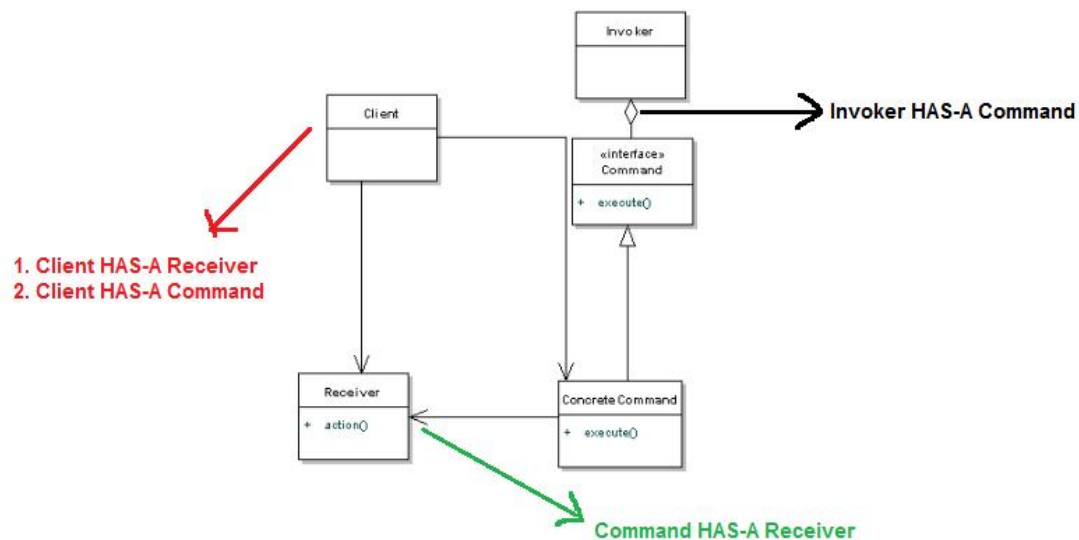 Invoker
Client
Invoker HAS-A Command
«interface»
Command
+ execute()
1. Client HAS-A Receiver
2. Client HAS-A Command
Receiver
+ action()
Concrete Command
+ execute()
Command HAS-A Receiver